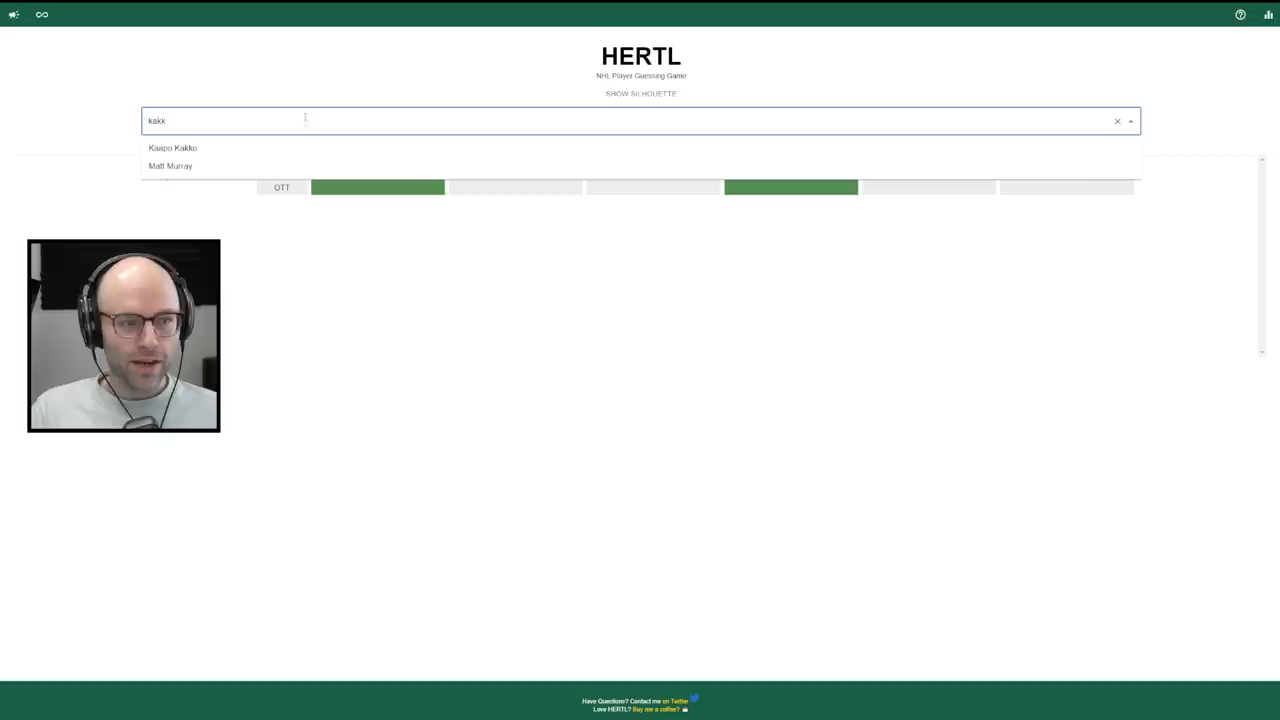 HERTL
NHL Player Guessing Game
SHOW SILHOUETTE
kakk
Kaapo Kakko
Matt Murray
OTT
Have Questions? Contact me on Twitter
Love HERTL? Buy me a coffee?